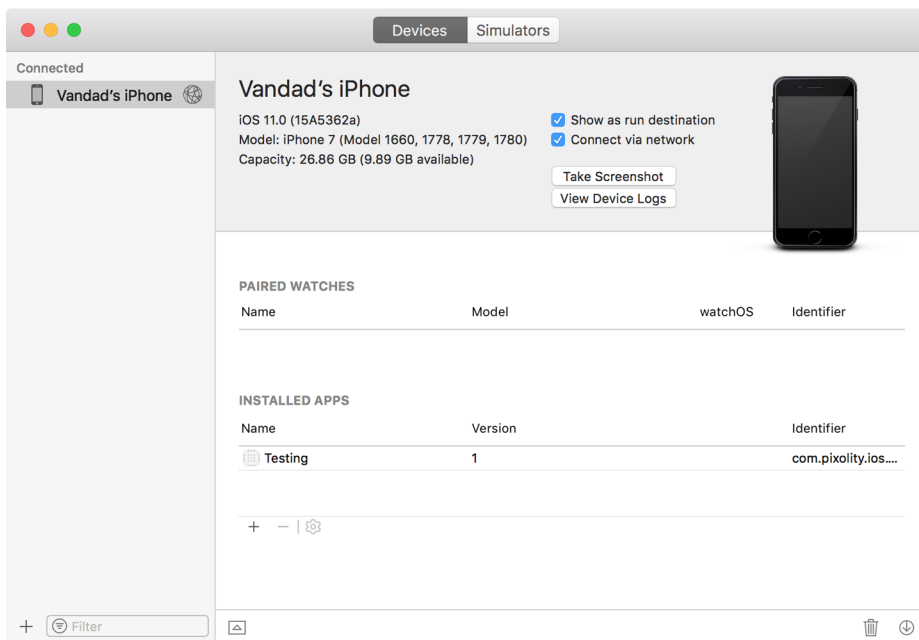 Devices Simulators
Connected
Vandad’s iPhone
Vandad’s iPhone
iOS 11.0 (15A5362a)
Model: iPhone 7 (Model 1660, 1778, 1779, 1780)
Capacity: 26.86 GB (9.89 GB available)
Show as run destination
Connect via network
Take Screenshot
View Device Logs
PAIRED WATCHES
Name Model watchOS Identifier
INSTALLED APPS
Name Version Identifier
Testing 1 com.pixolity.ios....
Filter